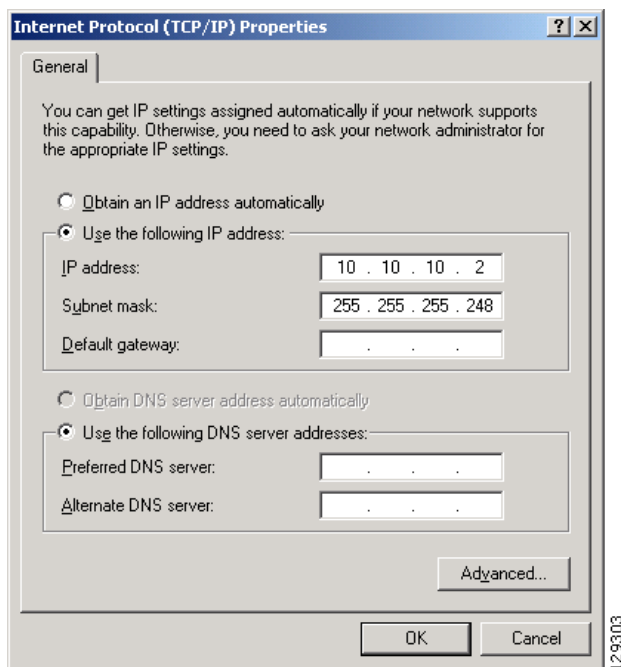 Internet Protocol (TCP/IP) Properties
General
You can get IP settings assigned automatically if your network supports
this capability. Otherwise, you need to ask your network administrator for
the appropriate IP settings.
Obtain an IP address automatically
Use the following IP address:
IP address: 10 . 10 . 10 . 2
Subnet mask: 255 . 255 . 255 . 248
Default gateway: . . .
Obtain DNS server address automatically
Use the following DNS server addresses:
Preferred DNS server: . . .
Alternate DNS server: . . .
Advanced...
OK Cancel
129303